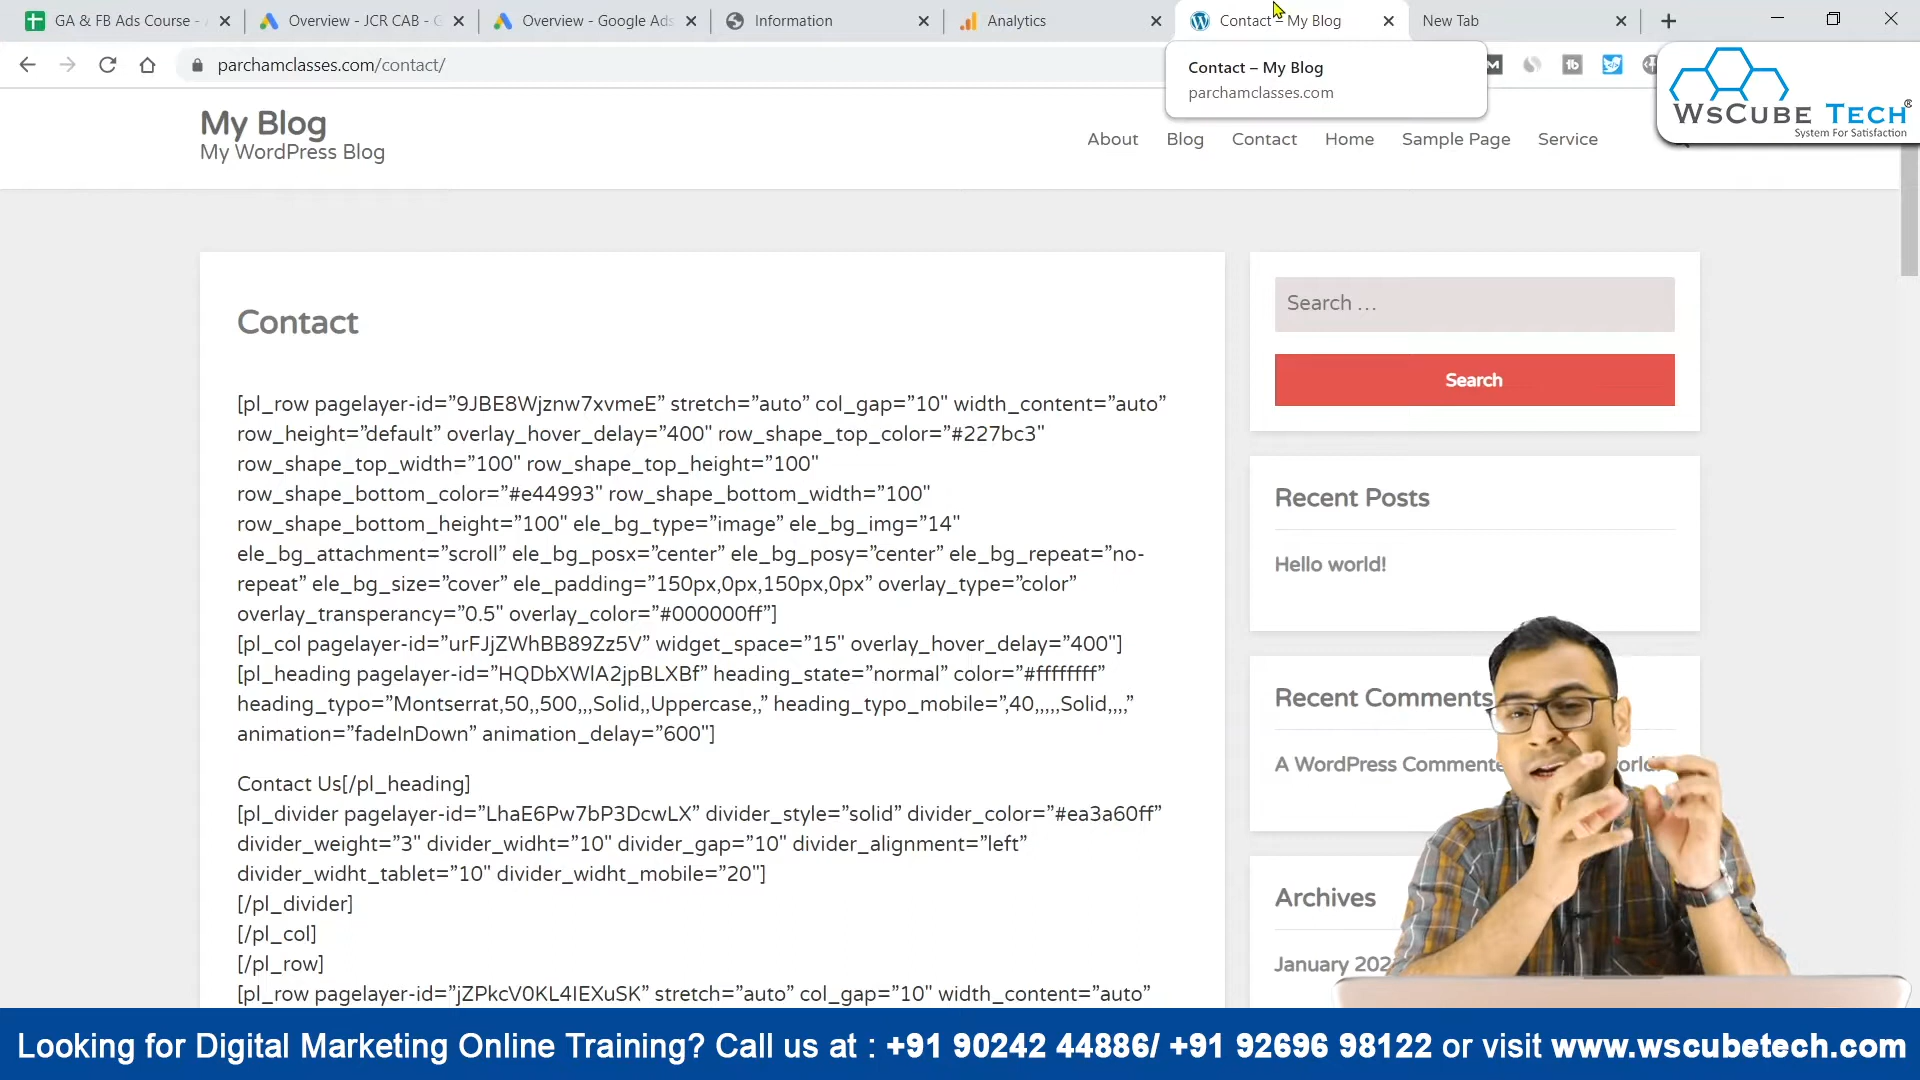 GA & FB Ads Course -
Overview - JCR CAB - G
Overview - Google Ads
Information
Analytics
Contact – My Blog
New Tab
parchamclasses.com/contact/
Contact – My Blog
parchamclasses.com
WsCube Tech®
System For Satisfaction
My Blog
My WordPress Blog
About
Blog
Contact
Home
Sample Page
Service
Contact
[pl_row pagelayer-id=”9JBE8Wjznw7xvmeE” stretch=”auto” col_gap=”10″ width_content=”auto”
row_height=”default” overlay_hover_delay=”400″ row_shape_top_color=”#227bc3″
row_shape_top_width=”100″ row_shape_top_height=”100″
row_shape_bottom_color=”#e44993″ row_shape_bottom_width=”100″
row_shape_bottom_height=”100″ ele_bg_type=”image” ele_bg_img=”14″
ele_bg_attachment=”scroll” ele_bg_posx=”center” ele_bg_posy=”center” ele_bg_repeat=”no-
repeat” ele_bg_size=”cover” ele_padding=”150px,0px,150px,0px” overlay_type=”color”
overlay_transperancy=”0.5″ overlay_color=”#000000ff”]
[pl_col pagelayer-id=”urFJjZWhBB89Zz5V” widget_space=”15″ overlay_hover_delay=”400″]
[pl_heading pagelayer-id=”HQDbXWlA2jpBLXBf” heading_state=”normal” color=”#ffffffff”
heading_typo=”Montserrat,50,,500,,,Solid,,Uppercase,,” heading_typo_mobile=”,40,,,,,Solid,,,,”
animation=”fadeInDown” animation_delay=”600″]
Contact Us[/pl_heading]
[pl_divider pagelayer-id=”LhaE6Pw7bP3DcwLX” divider_style=”solid” divider_color=”#ea3a60ff”
divider_weight=”3″ divider_widht=”10″ divider_gap=”10″ divider_alignment=”left”
divider_widht_tablet=”10″ divider_widht_mobile=”20″]
[/pl_divider]
[/pl_col]
[/pl_row]
[pl_row pagelayer-id=”jZPkcV0KL4IEXuSK” stretch=”auto” col_gap=”10″ width_content=”auto”
Search …
Search
Recent Posts
Hello world!
Recent Comments
A WordPress Commente
Archives
January 202
Looking for Digital Marketing Online Training? Call us at : +91 90242 44886/ +91 92696 98122 or visit www.wscubetech.com